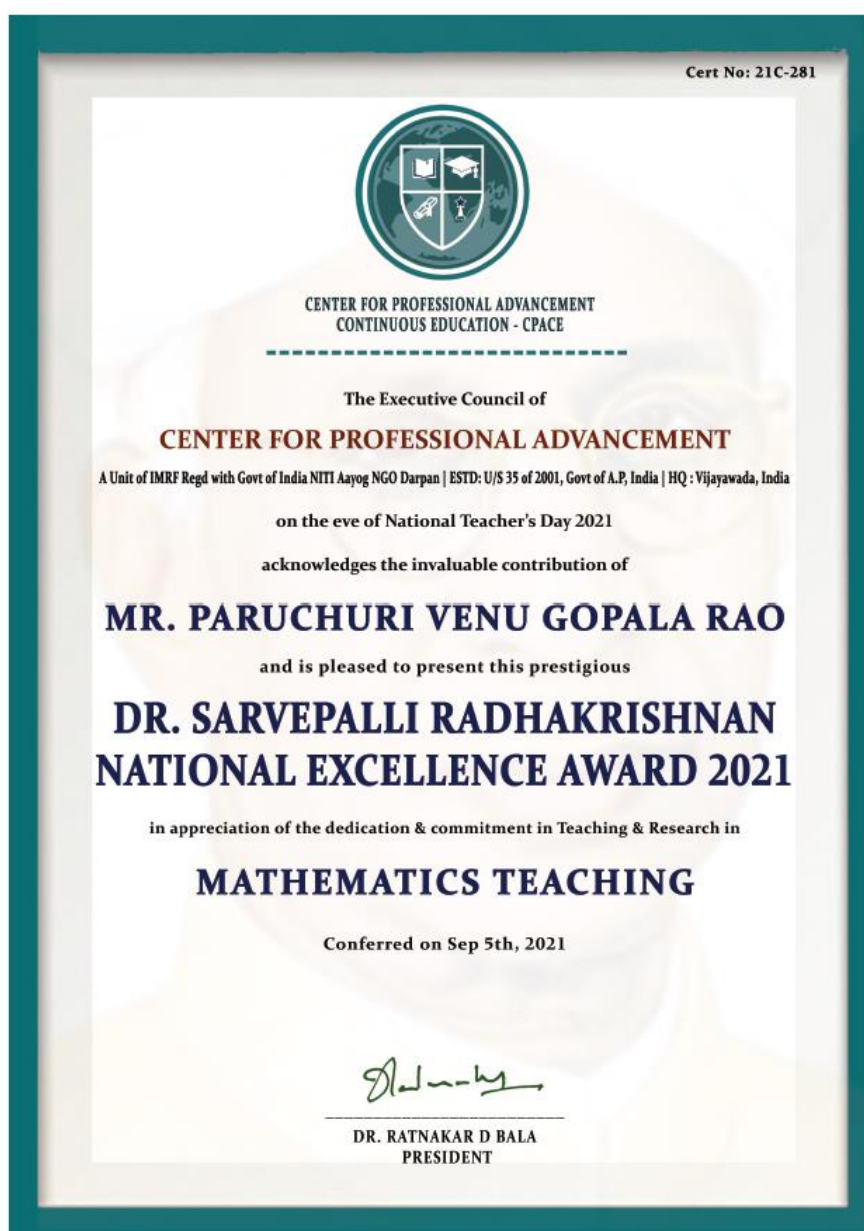 Cert No: 21C-281
CENTER FOR PROFESSIONAL ADVANCEMENT
CONTINUOUS EDUCATION - CPACE
The Executive Council of
CENTER FOR PROFESSIONAL ADVANCEMENT
A Unit of IMRF Regd with Govt of India NITI Aayog NGO Darpan | ESTD: U/S 35 of 2001, Govt of A.P, India | HQ : Vijayawada, India
on the eve of National Teacher's Day 2021
acknowledges the invaluable contribution of
MR. PARUCHURI VENU GOPALA RAO
and is pleased to present this prestigious
DR. SARVEPALLI RADHAKRISHNAN
NATIONAL EXCELLENCE AWARD 2021
in appreciation of the dedication & commitment in Teaching & Research in
MATHEMATICS TEACHING
Conferred on Sep 5th, 2021
DR. RATNAKAR D BALA
PRESIDENT